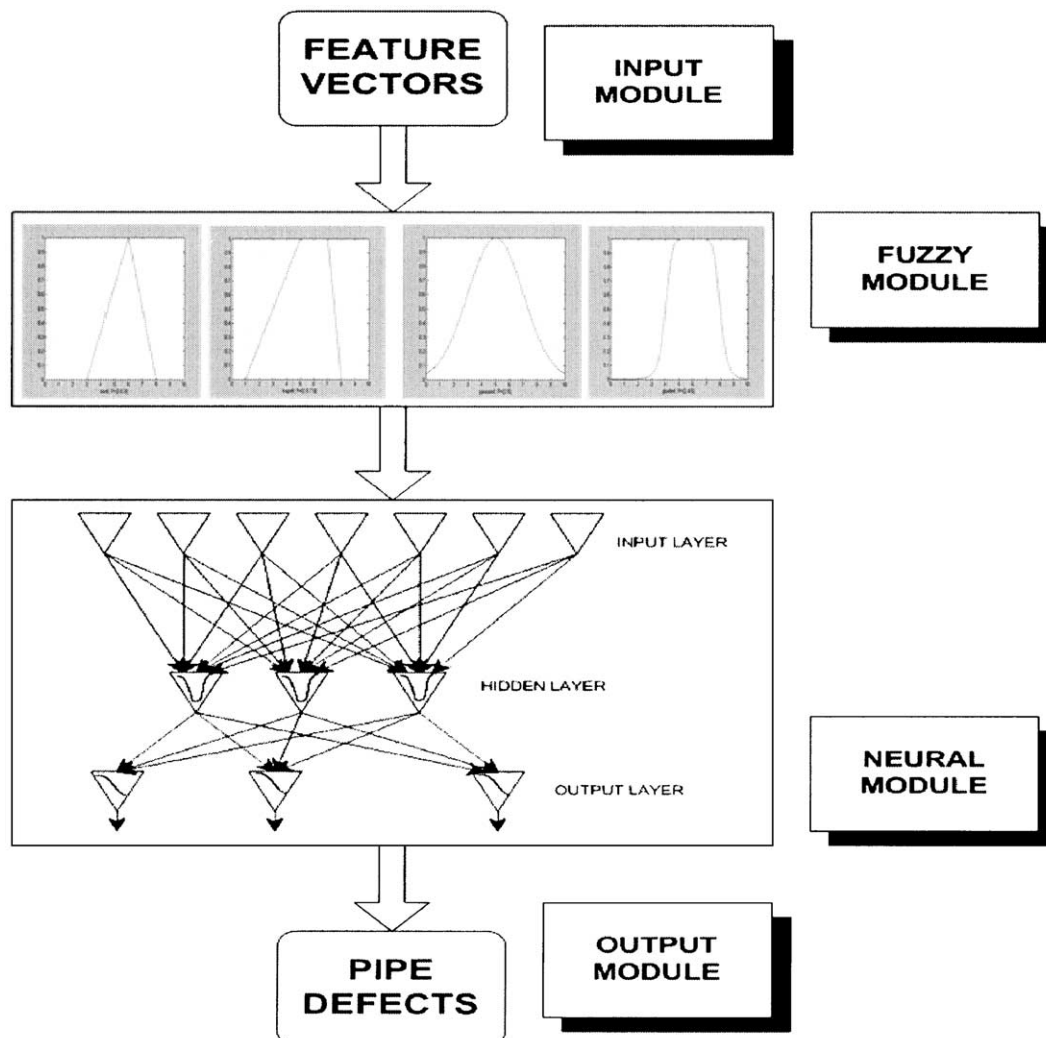 FEATURE
VECTORS
INPUT
MODULE
FUZZY
MODULE
INPUT LAYER
HIDDEN LAYER
OUTPUT LAYER
NEURAL
MODULE
PIPE
DEFECTS
OUTPUT
MODULE